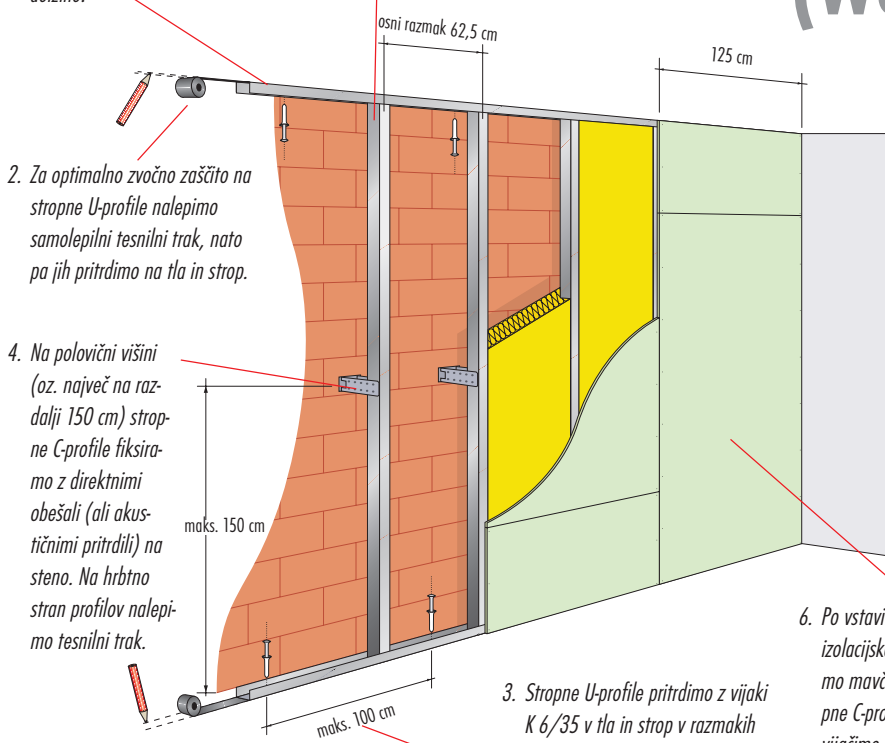 dolžino.
(W
osni razmak 62,5 cm
125 cm
2. Za optimalno zvočno zaščito na
stropne U-profile nalepimo
samolepilni tesnilni trak, nato
pa jih pritrdimo na tla in strop.
4. Na polovični višini
(oz. največ na raz-
dalji 150 cm) strop-
ne C-profile fiksira-
mo z direktnimi
obešali (ali akus-
tičnimi pritrdili) na
steno. Na hrbtno
stran profilov nalepi-
mo tesnilni trak.
maks. 150 cm
maks. 100 cm
3. Stropne U-profile pritrdimo z vijaki
K 6/35 v tla in strop v razmakih
6. Po vstavi
izolacijsk
mo mavč
pne C-pro